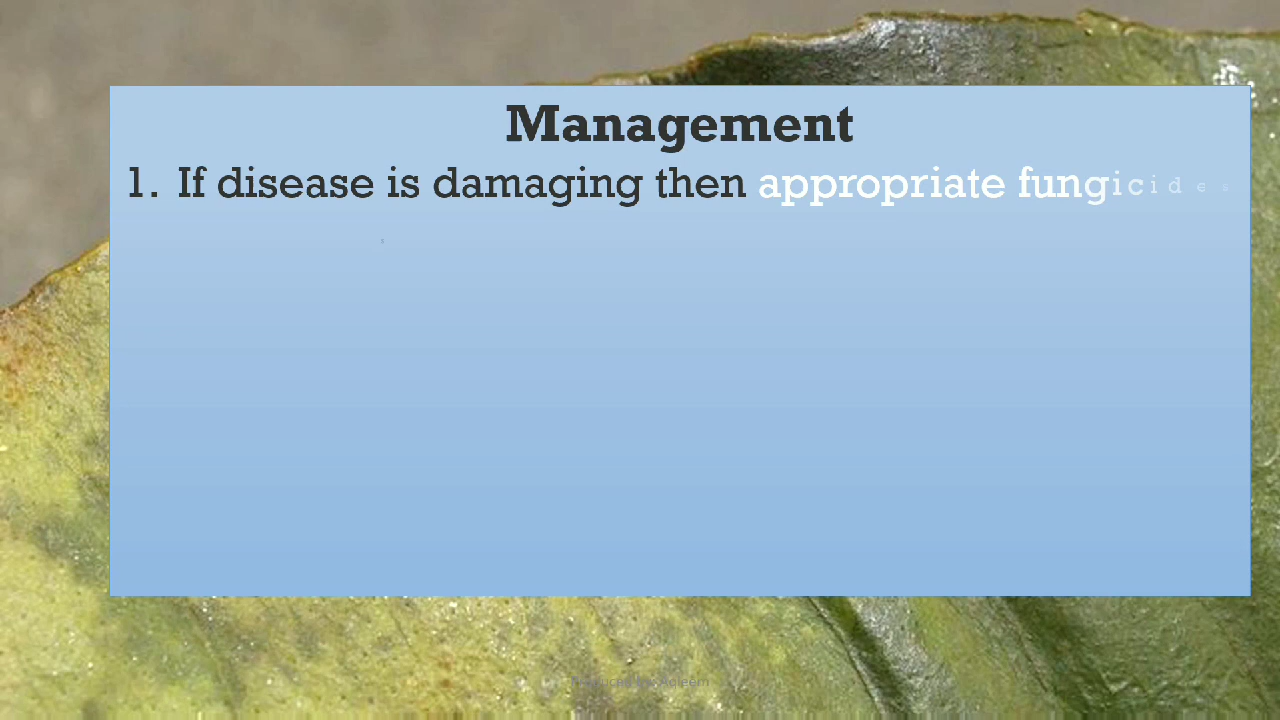 Management
1. If disease is damaging then appropriate fungicides